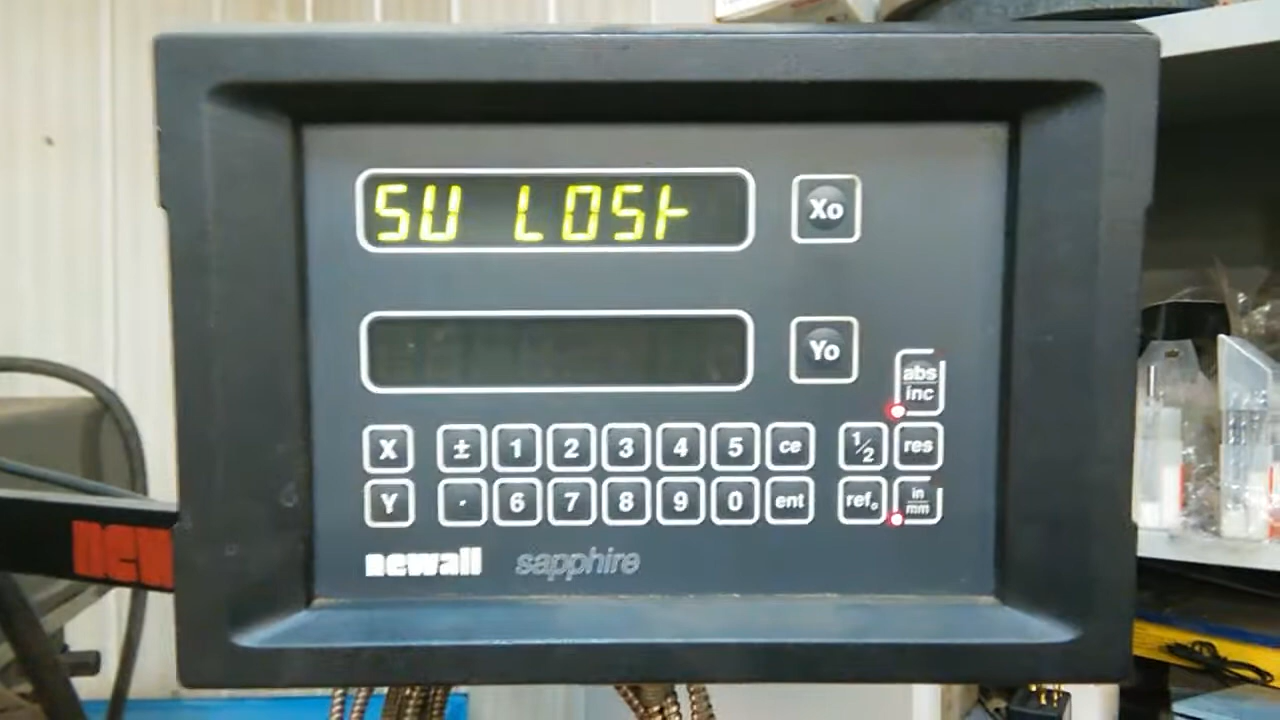 SU LOSt
Xo
Yo
abs
inc
X ± 1 2 3 4 5 ce 1/2 res
Y . 6 7 8 9 0 ent ref. in
mm
newall sapphire